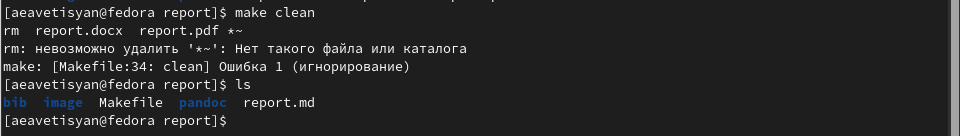 [aeavetisyan@fedora report]$ make clean
rm  report.docx  report.pdf *~
rm: невозможно удалить '*~': Нет такого файла или каталога
make: [Makefile:34: clean] Ошибка 1 (игнорирование)
[aeavetisyan@fedora report]$ ls
bib  image  Makefile  pandoc  report.md
[aeavetisyan@fedora report]$